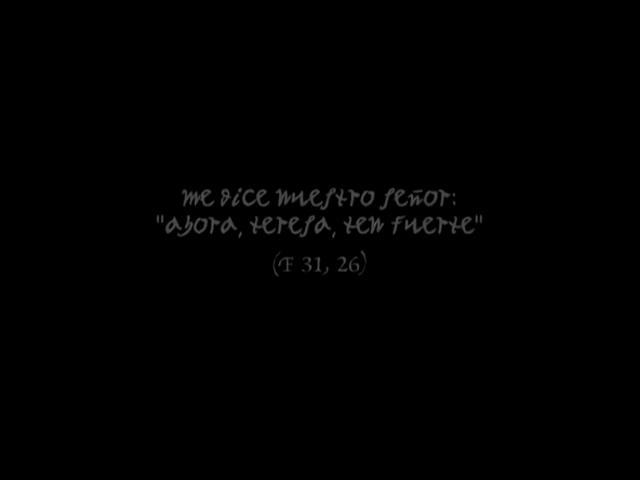 me dice nuestro señor:
"ahora, teresa, ten fuerte"
(F 31, 26)